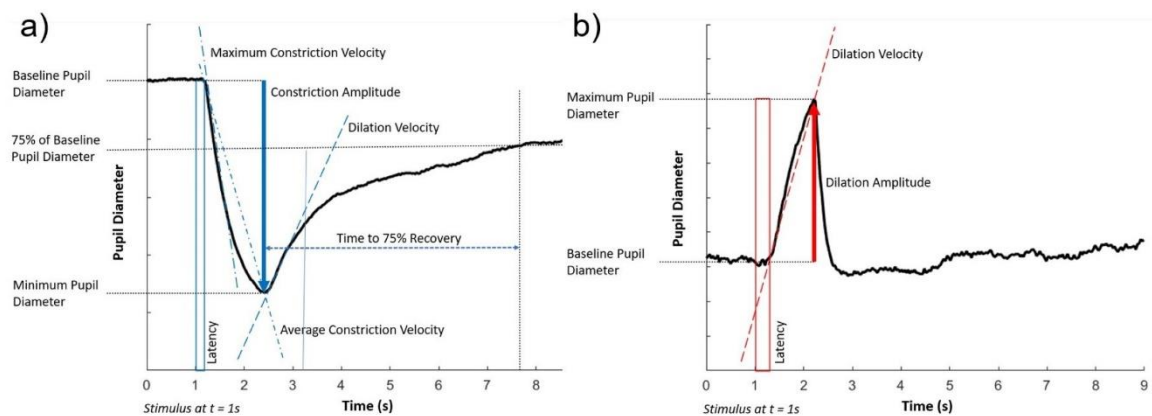 a)
Maximum Constriction Velocity
Baseline Pupil
Diameter
Constriction Amplitude
Dilation Velocity
75% of Baseline
Pupil Diameter
Pupil Diameter
Time to 75% Recovery
Minimum Pupil
Diameter
Average Constriction Velocity
Latency
0 1 2 3 4 5 6 7 8
Stimulus at t = 1s
Time (s)
b)
Dilation Velocity
Maximum Pupil
Diameter
Pupil Diameter
Dilation Amplitude
Baseline Pupil
Diameter
Latency
0 1 2 3 4 5 6 7 8 9
Stimulus at t = 1s
Time (s)